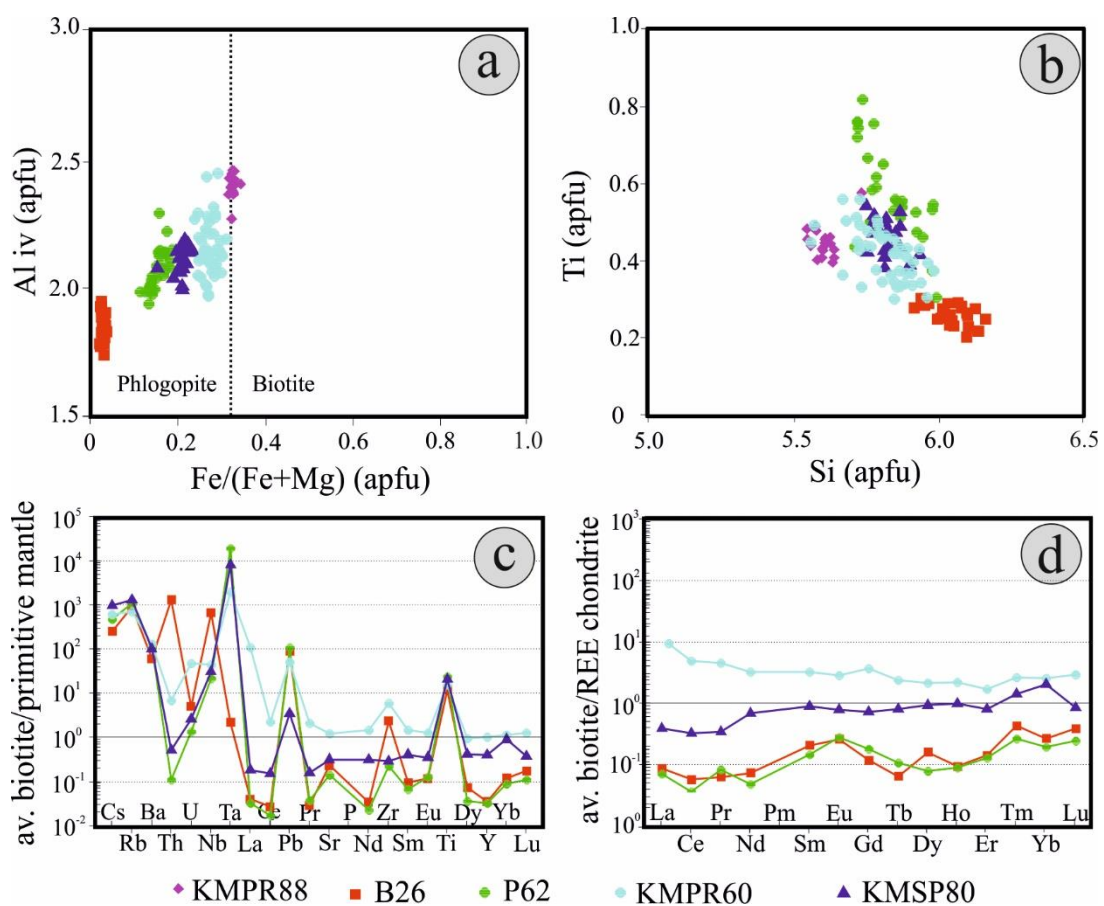 a
3.0
2.5
2.0
1.5
Al iv (apfu)
Phlogopite Biotite
0 0.2 0.4 0.6 0.8 1.0
Fe/(Fe+Mg) (apfu)
b
1.0
0.8
0.6
0.4
0.2
0
Ti (apfu)
5.0 5.5 6.0 6.5
Si (apfu)
c
10^5
10^4
10^3
10^2
10^1
10^0
10^-1
10^-2
av. biotite/primitive mantle
Cs Ba U Ta Ce Pr P Zr Eu Dy Yb
Rb Th Nb La Pb Sr Nd Sm Ti Y Lu
d
10^3
10^2
10^1
10^0
10^-1
10^0
av. biotite/REE chondrite
La Pr Pm Eu Tb Ho Tm Lu
Ce Nd Sm Gd Dy Er Yb
KMPR88 B26 P62 KMPR60 KMSP80